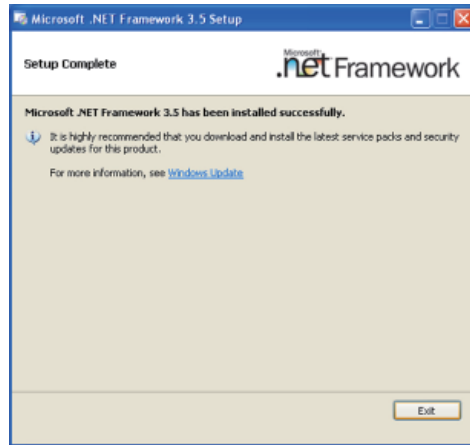 Microsoft .NET Framework 3.5 Setup
Setup Complete
Microsoft
.net Framework
Microsoft .NET Framework 3.5 has been installed successfully.
It is highly recommended that you download and install the latest service packs and security
updates for this product.
For more information, see Windows Update
Exit